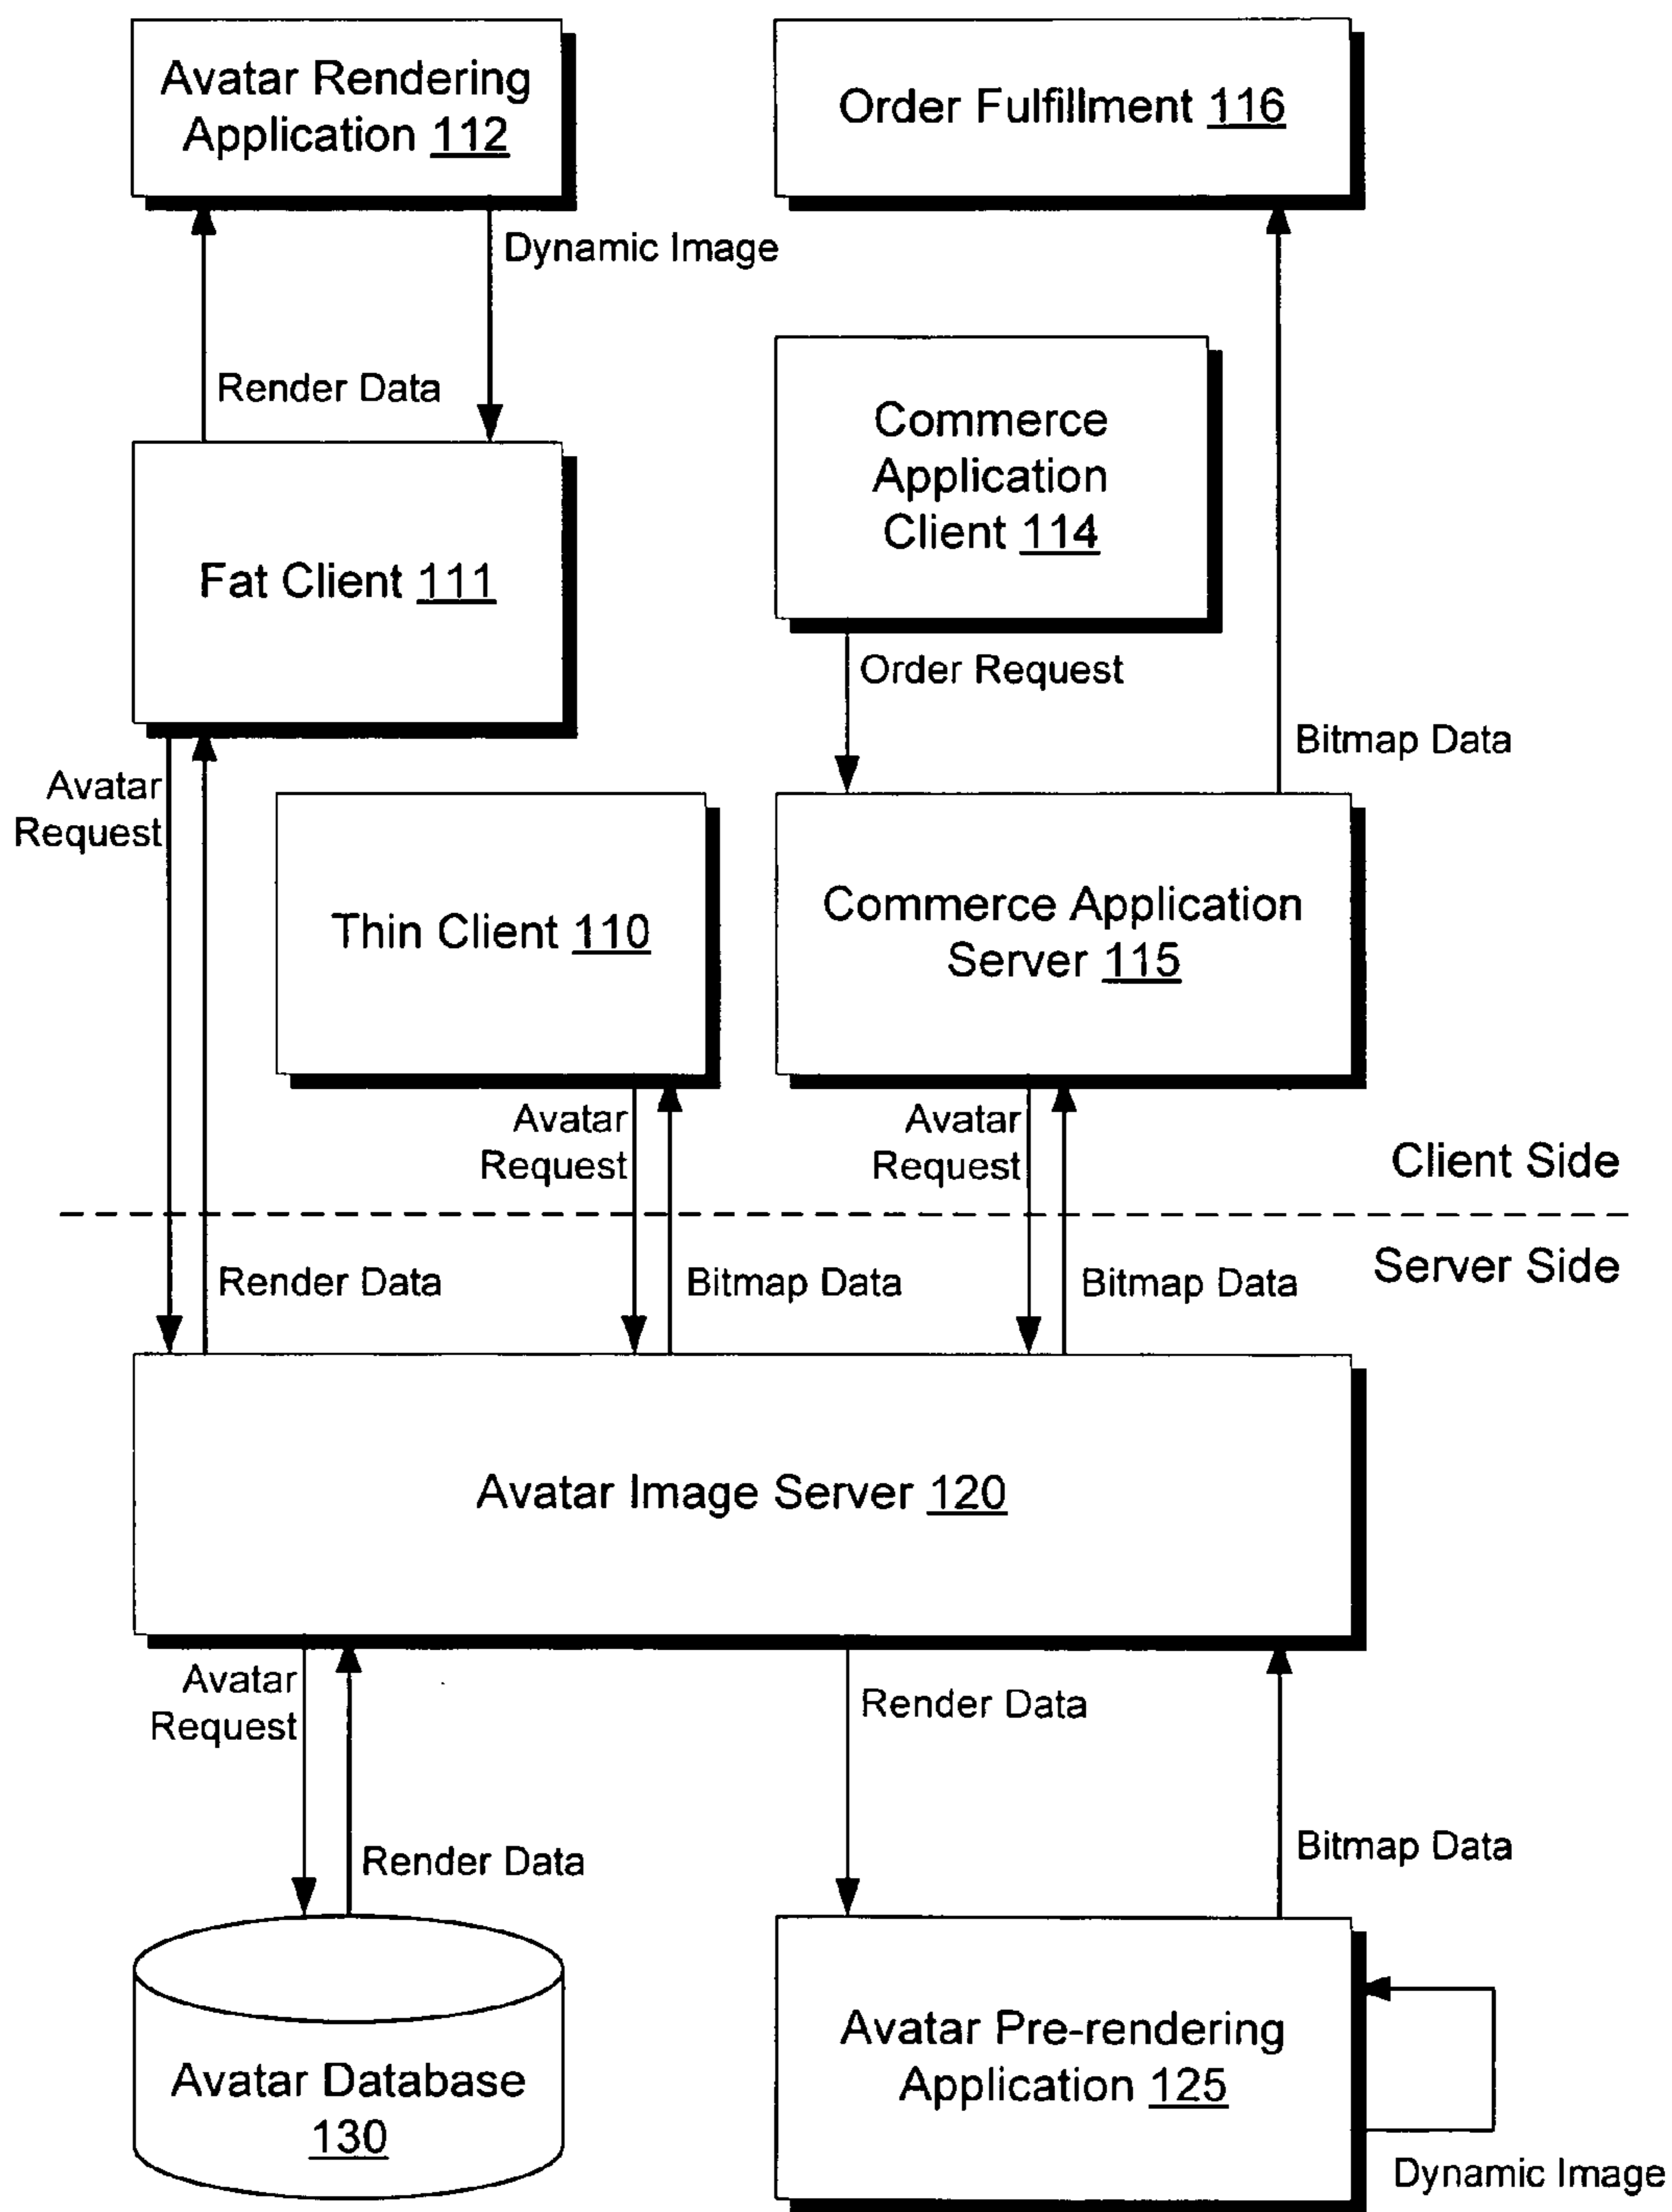 Avatar Rendering
Application 112
Order Fulfillment 116
Dynamic Image
Render Data
Commerce
Application
Client 114
Fat Client 111
Order Request
Bitmap Data
Avatar
Request
Thin Client 110
Commerce Application
Server 115
Avatar
Request
Avatar
Request
Client Side
Server Side
Render Data
Bitmap Data
Bitmap Data
Avatar Image Server 120
Avatar
Request
Render Data
Render Data
Bitmap Data
Avatar Database
130
Avatar Pre-rendering
Application 125
Dynamic Image